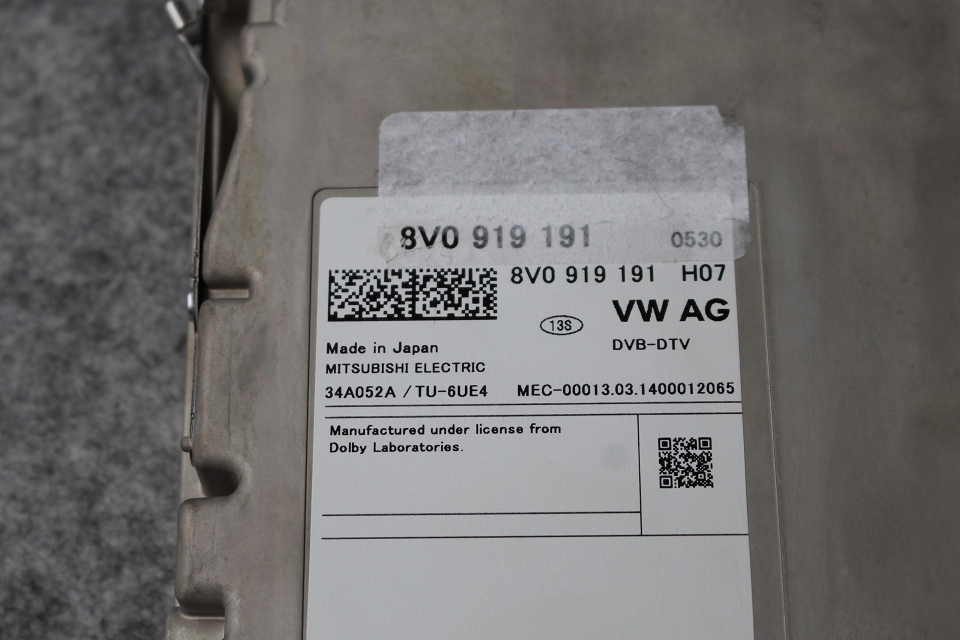 8V0 919 191 0530
8V0 919 191 H07
13S
VW AG
DVB-DTV
Made in Japan
MITSUBISHI ELECTRIC
34A052A / TU-6UE4 MEC-00013.03.1400012065
Manufactured under license from
Dolby Laboratories.